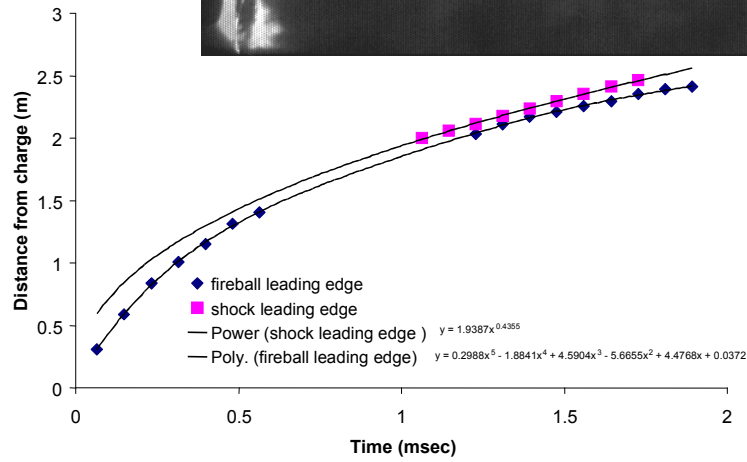 3
2.5
2
1.5
1
0.5
0
Distance from charge (m)
fireball leading edge
shock leading edge
Power (shock leading edge ) y = 1.9387x^0.4355
Poly. (fireball leading edge) y = 0.2988x^5 - 1.8841x^4 + 4.5904x^3 - 5.6655x^2 + 4.4768x + 0.0372
0 0.5 1 1.5 2
Time (msec)